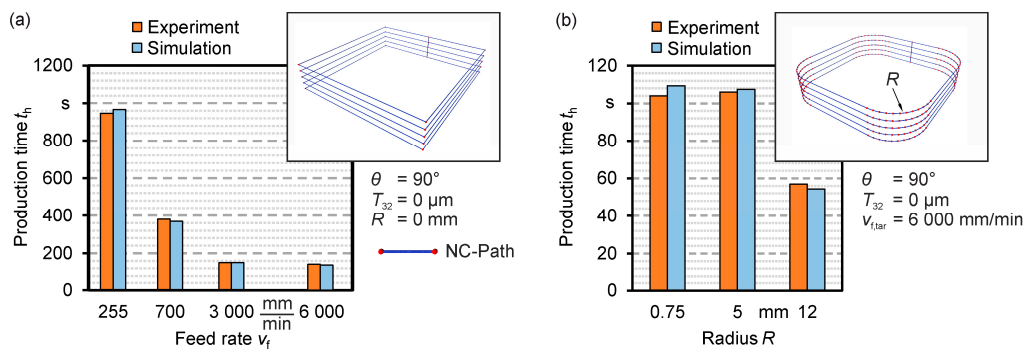 (a)
Experiment
Simulation
Production time tₕ
1200
s
800
600
400
200
0
255 700 3 000 mm/min 6 000
Feed rate v_f
θ = 90°
T₃₂ = 0 µm
R = 0 mm
NC-Path
(b)
Experiment
Simulation
Production time tₕ
120
s
80
60
40
20
0
0.75 5 mm 12
Radius R
R
θ = 90°
T₃₂ = 0 µm
v_f,tar = 6 000 mm/min